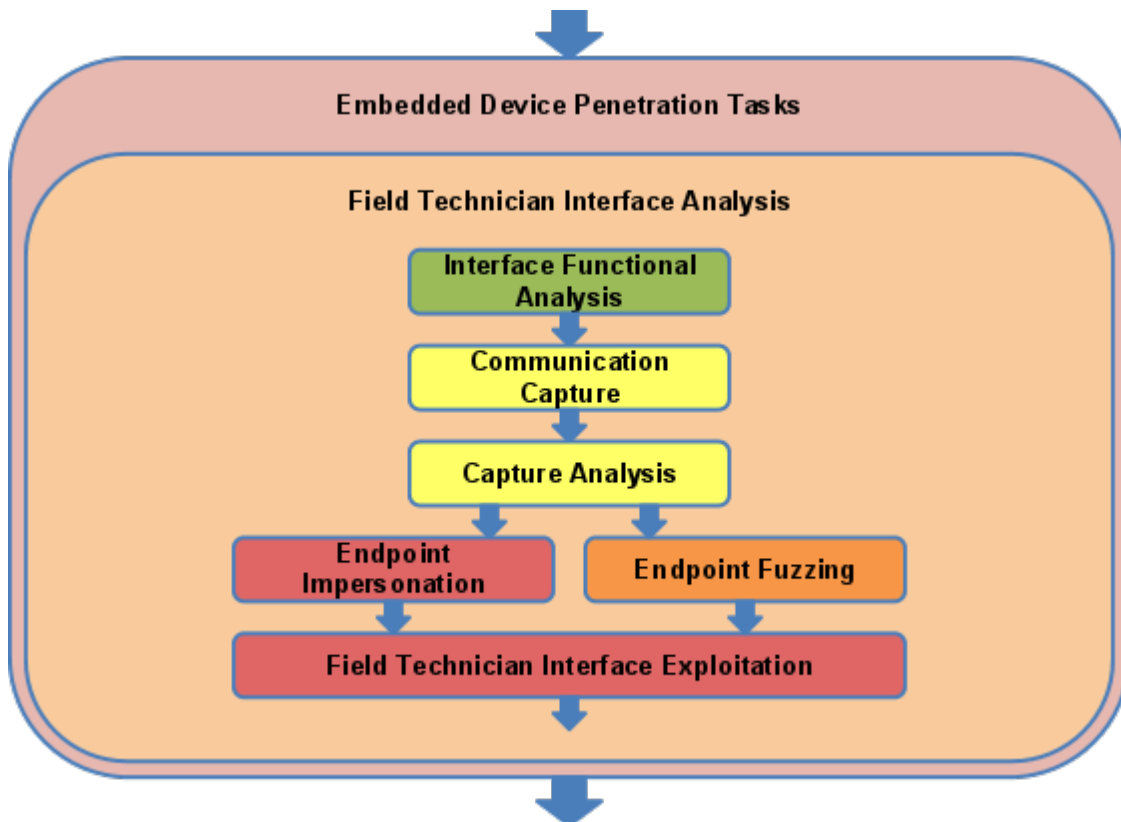 Embedded Device Penetration Tasks
Field Technician Interface Analysis
Interface Functional
Analysis
Communication
Capture
Capture Analysis
Endpoint
Impersonation
Endpoint Fuzzing
Field Technician Interface Exploitation